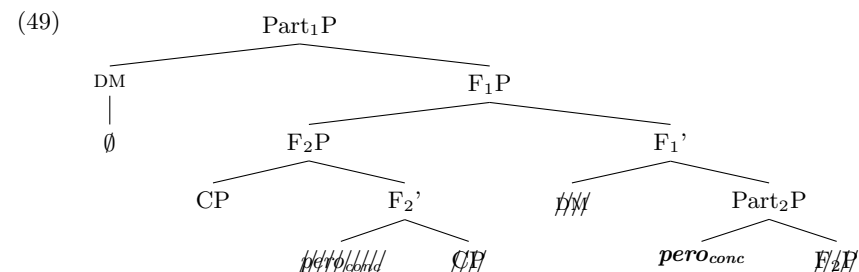 (49)
Part₁P
DM F₁P
∅ F₂P F₁’
CP F₂’ DM Part₂P
pero_conc CP pero_conc F₂P